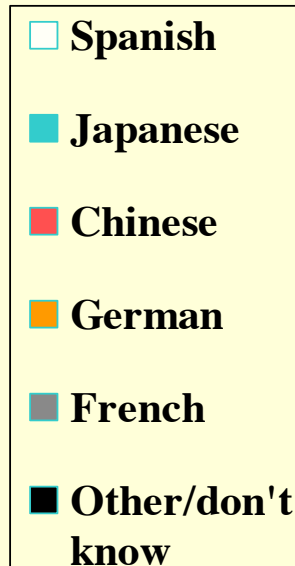 Spanish
Japanese
Chinese
German
French
Other/don't
know